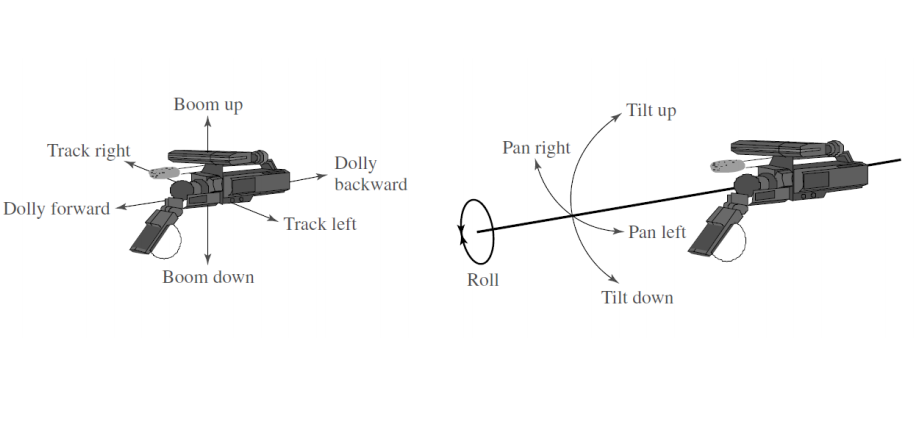 Boom up
Track right
Dolly
backward
Dolly forward
Track left
Boom down
Tilt up
Pan right
Pan left
Roll
Tilt down